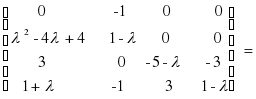 0 -1 0 0
λ² - 4λ + 4 1 - λ 0 0
3 0 -5 - λ -3
1 + λ -1 3 1 - λ
=